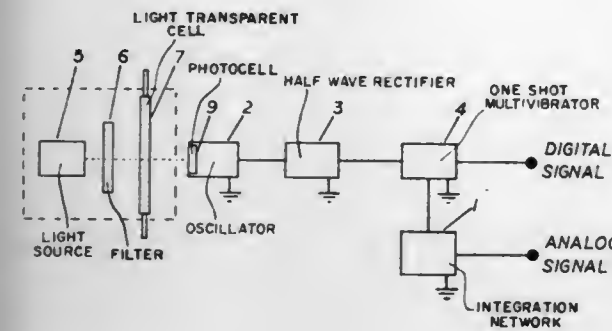 LIGHT TRANSPARENT
CELL
5
6
7
PHOTOCELL
9
2
HALF WAVE RECTIFIER
3
ONE SHOT
MULTIVIBRATOR
4
DIGITAL
SIGNAL
LIGHT
SOURCE
FILTER
OSCILLATOR
1
ANALOG
SIGNAL
INTEGRATION
NETWORK